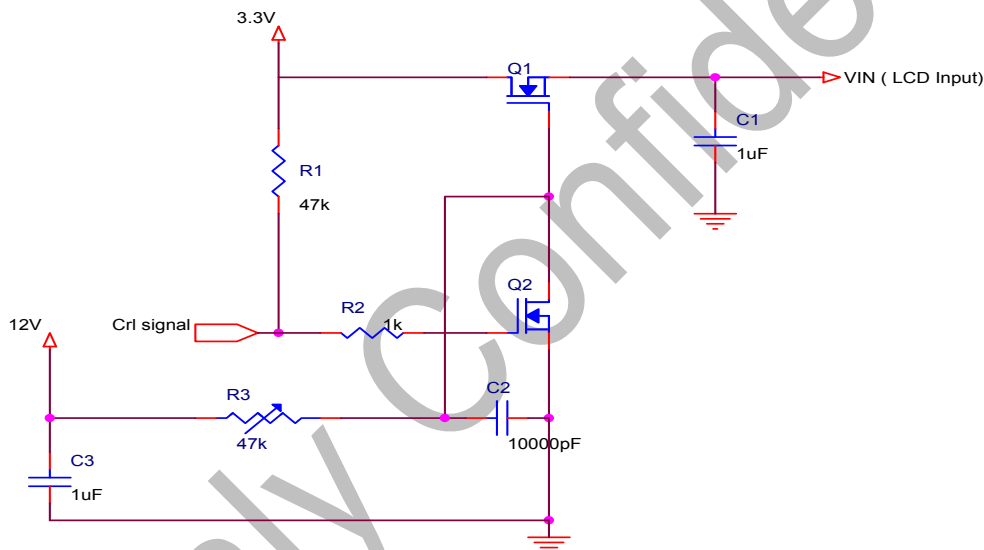 3.3V
Q1
VIN ( LCD Input)
C1
1uF
R1
47k
Q2
R2
1k
12V
Crl signal
C2
R3
10000pF
47k
C3
1uF